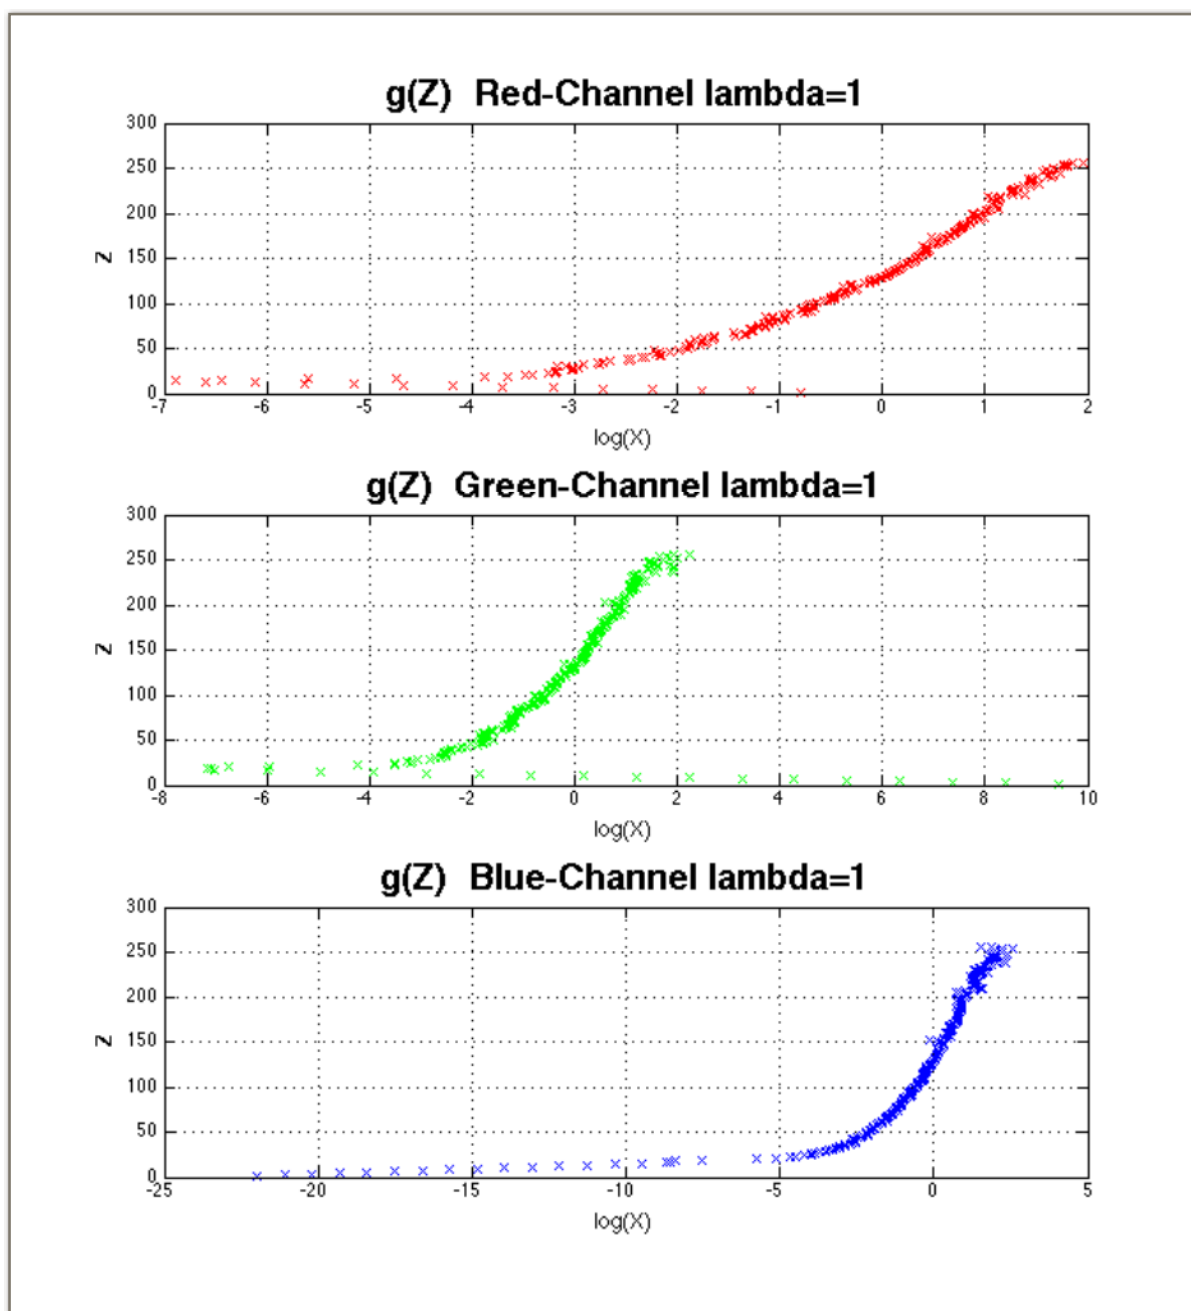 g(Z) Red-Channel lambda=1
300
250
200
150
100
50
0
Z
-7 -6 -5 -4 -3 -2 -1 0 1 2
log(X)
g(Z) Green-Channel lambda=1
300
250
200
150
100
50
0
Z
-8 -6 -4 -2 0 2 4 6 8 10
log(X)
g(Z) Blue-Channel lambda=1
300
250
200
150
100
50
0
Z
-25 -20 -15 -10 -5 0 5
log(X)